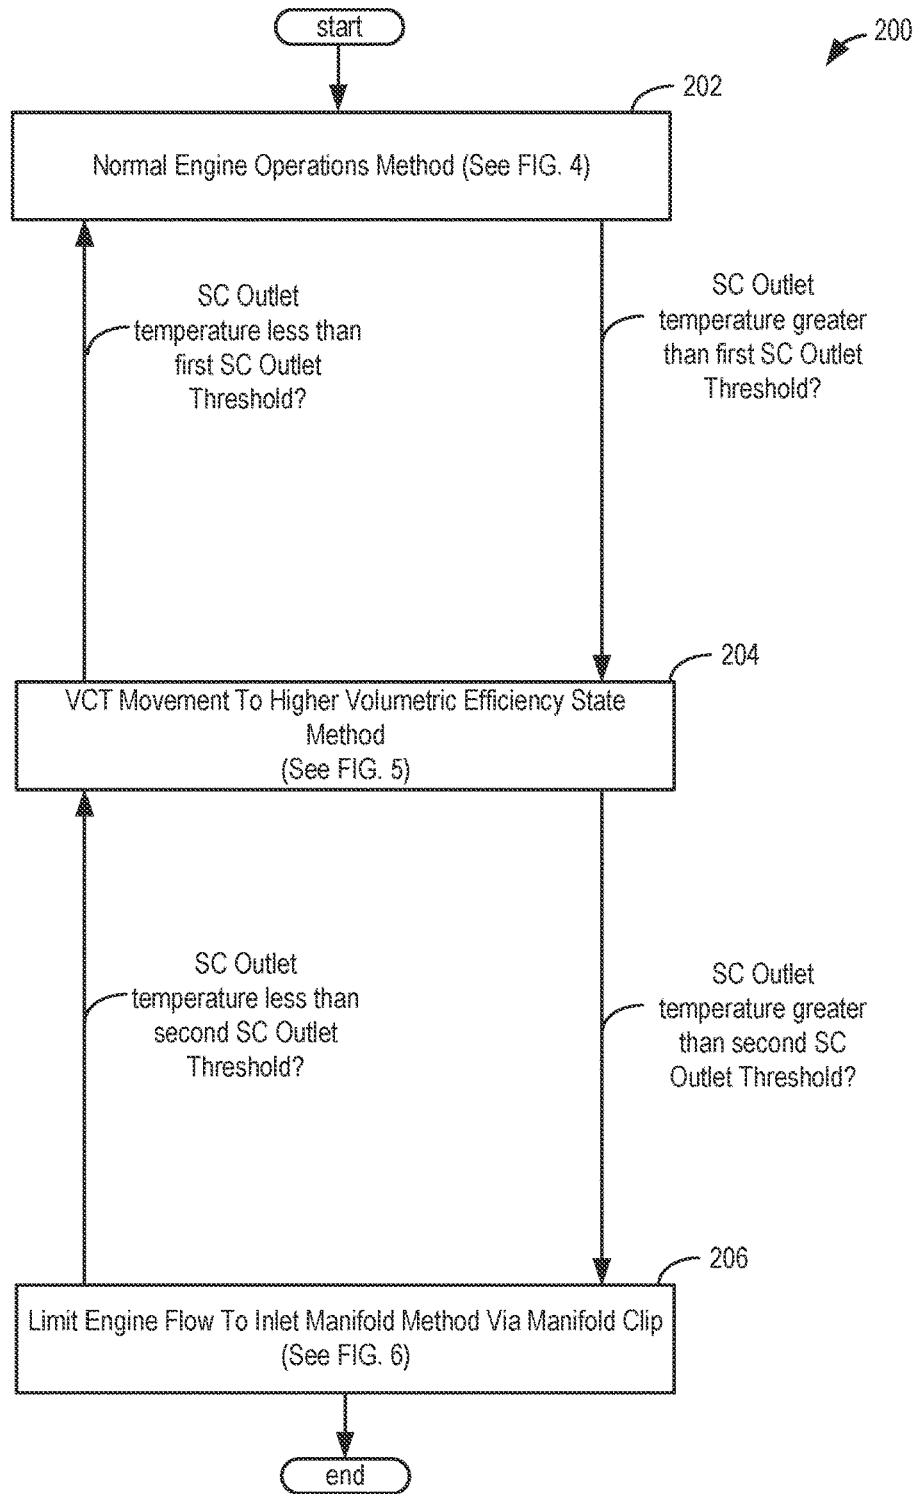 start
200
202
Normal Engine Operations Method (See FIG. 4)
SC Outlet
temperature less than
first SC Outlet
Threshold?
SC Outlet
temperature greater
than first SC Outlet
Threshold?
204
VCT Movement To Higher Volumetric Efficiency State
Method
(See FIG. 5)
SC Outlet
temperature less than
second SC Outlet
Threshold?
SC Outlet
temperature greater
than second SC
Outlet Threshold?
206
Limit Engine Flow To Inlet Manifold Method Via Manifold Clip
(See FIG. 6)
end